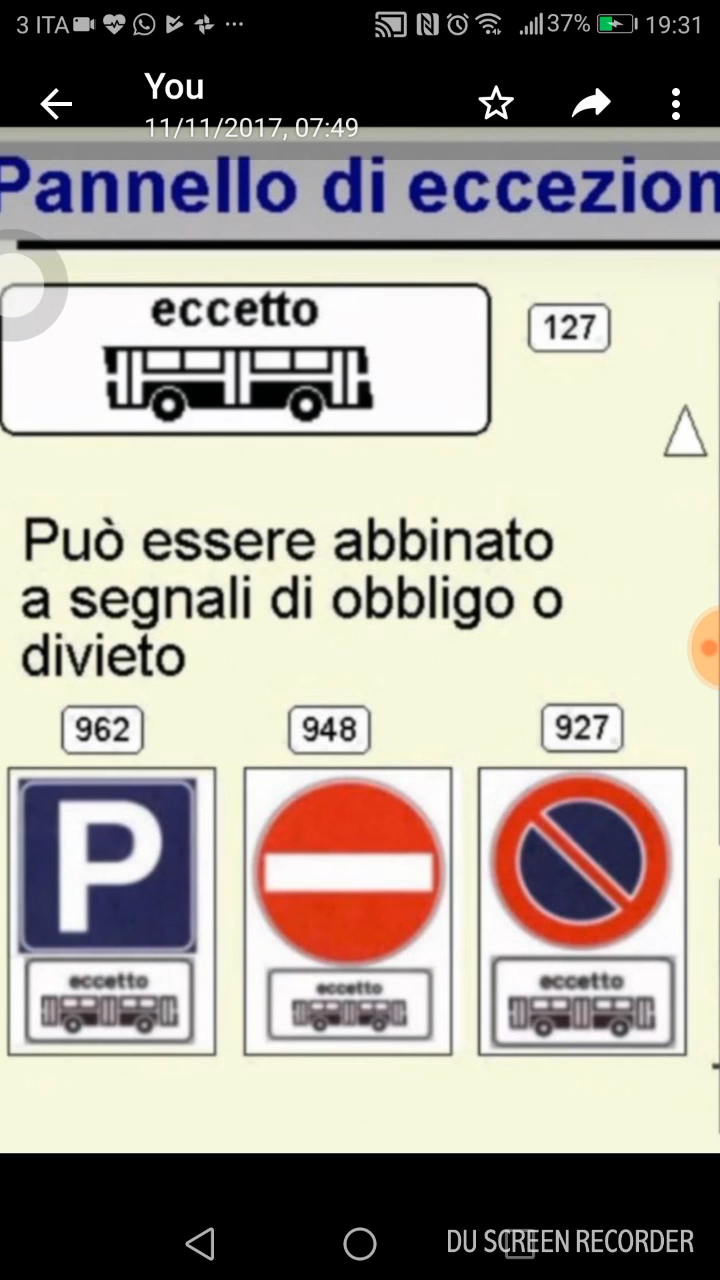 3 ITA 37% 19:31
You
11/11/2017, 07:49
Pannello di eccezion
eccetto
127
Può essere abbinato
a segnali di obbligo o
divieto
962 948 927
P
eccetto eccetto eccetto
DU SCREEN RECORDER